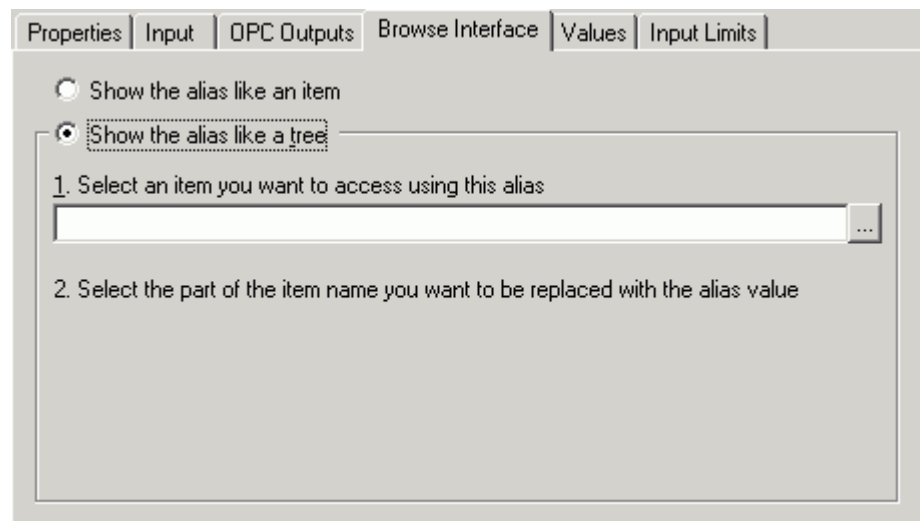 Properties Input OPC Outputs Browse Interface Values Input Limits
Show the alias like an item
Show the alias like a tree
1. Select an item you want to access using this alias
...
2. Select the part of the item name you want to be replaced with the alias value